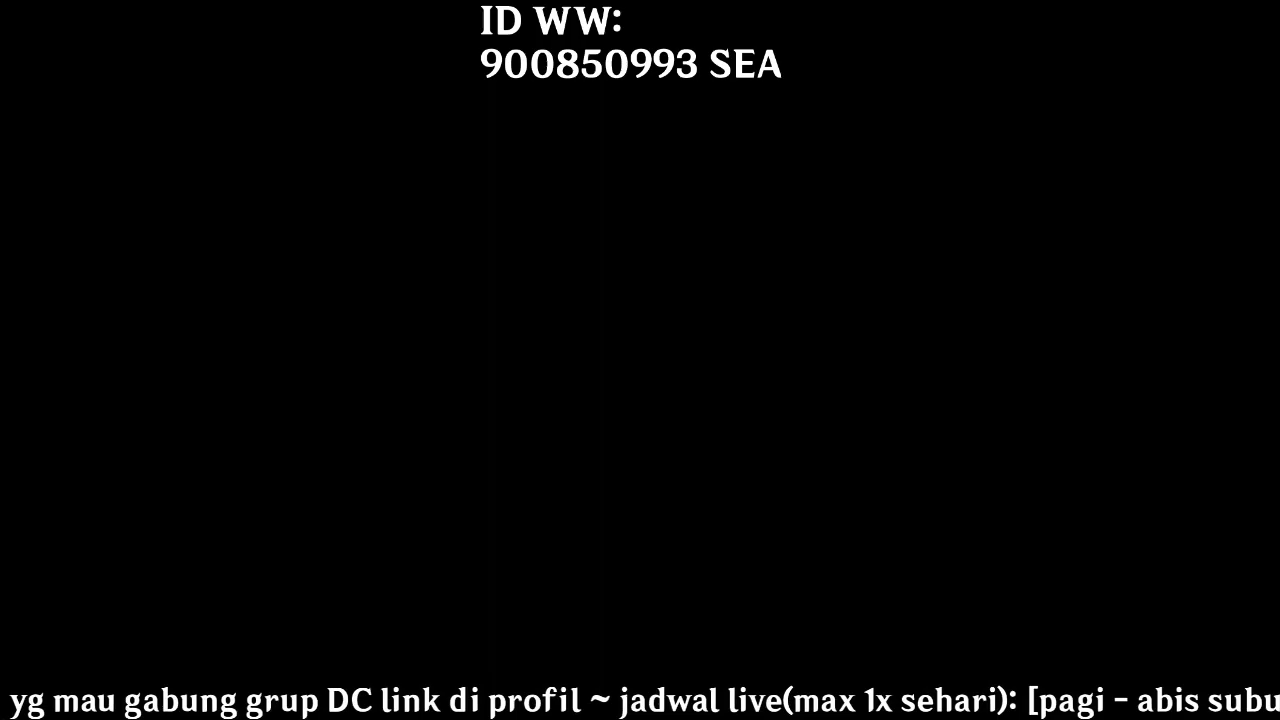 ID WW:
900850993 SEA
yg mau gabung grup DC link di profil ~ jadwal live(max 1x sehari): [pagi - abis subu